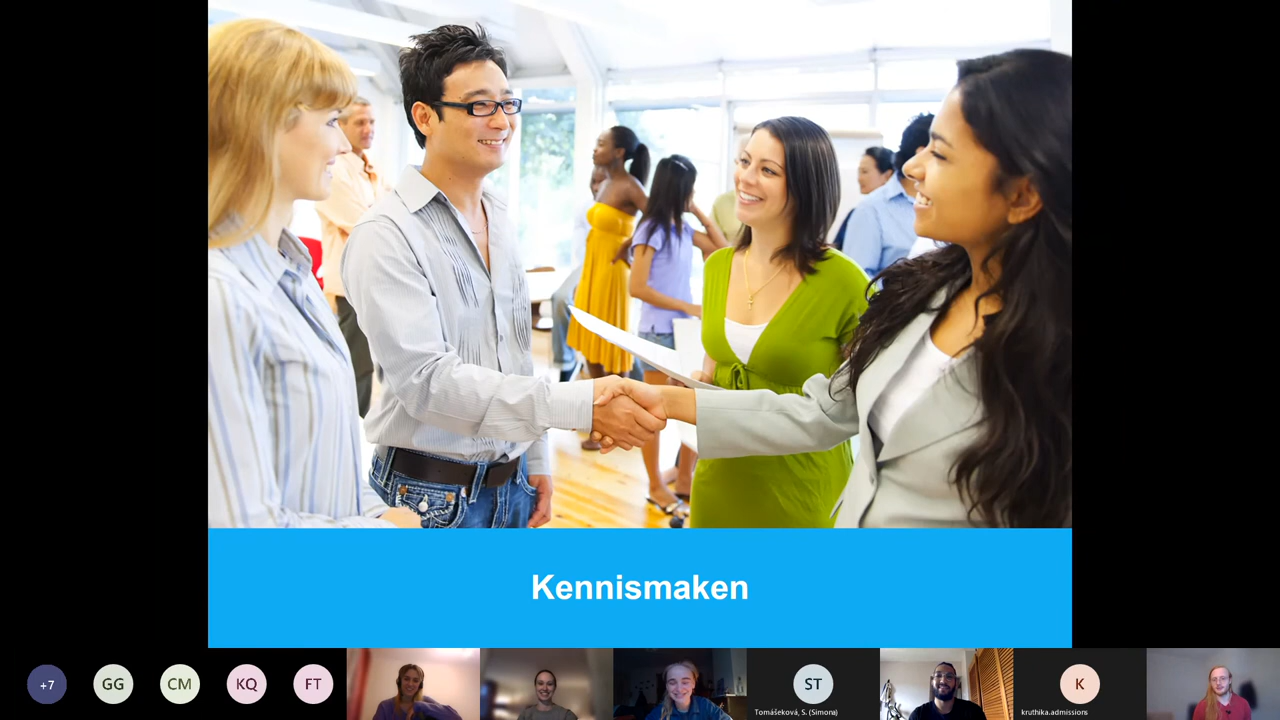 Kennismaken
+7
GG
CM
KQ
FT
ST
Tomášeková, S. (Simona)
K
kruthika.admissions